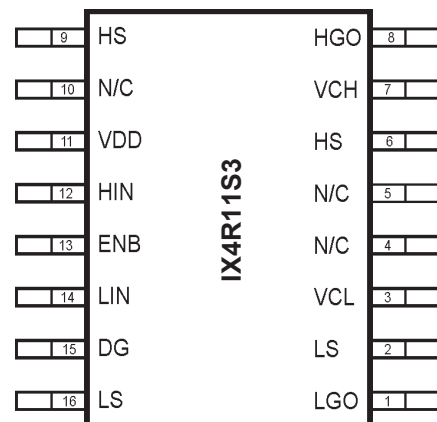 9 HS HGO 8
10 N/C VCH 7
11 VDD HS 6
12 HIN N/C 5
13 ENB N/C 4
14 LIN VCL 3
15 DG LS 2
16 LS LGO 1
IX4R11S3